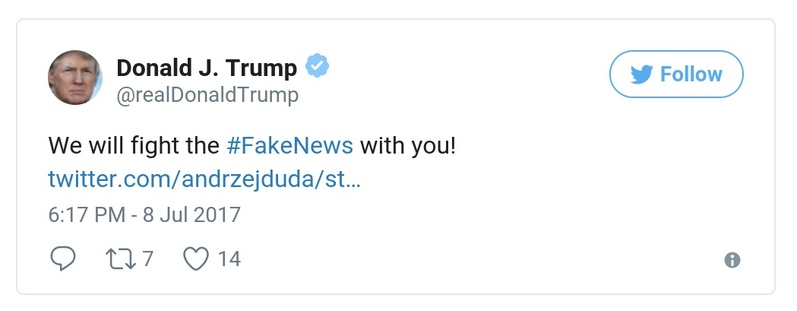 Donald J. Trump
@realDonaldTrump
Follow
We will fight the #FakeNews with you!
twitter.com/andrzejduda/st…
6:17 PM - 8 Jul 2017
7 14